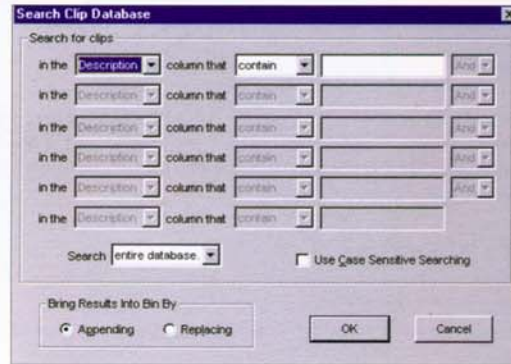 Search Clip Database
Search for clips
in the Description column that contain And
in the Description column that contain And
in the Description column that contain And
in the Description column that contain And
in the Description column that contain And
in the Description column that contain
Search entire database.
Use Case Sensitive Searching
Bring Results Into Bin By
Appending Replacing
OK Cancel